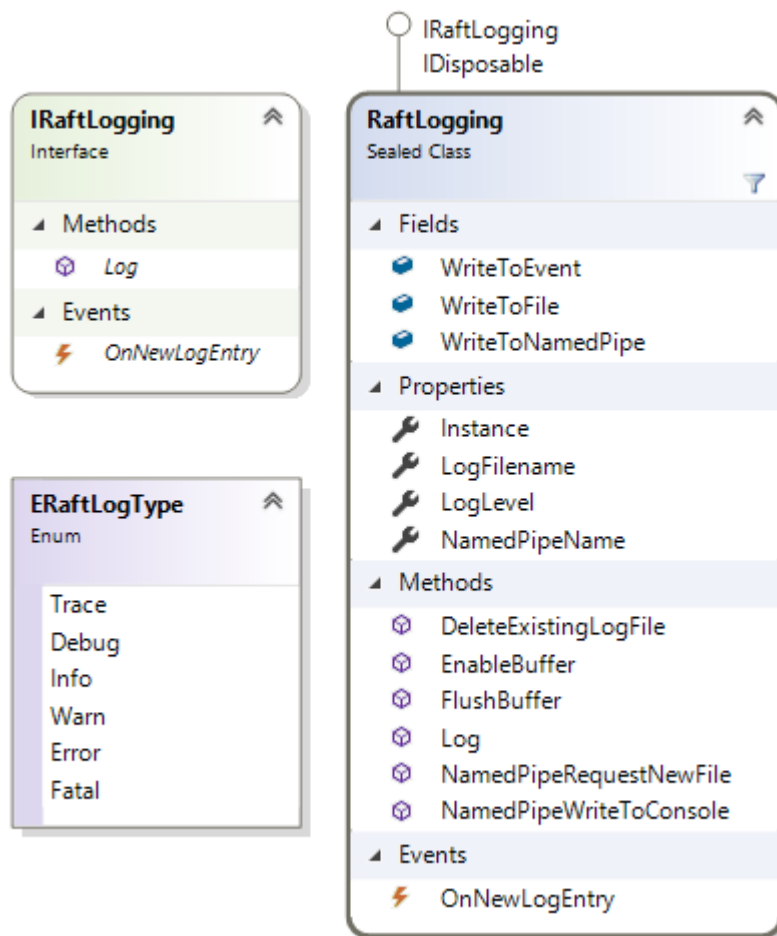 IRaftLogging
IDisposable
IRaftLogging
Interface
Methods
Log
Events
OnNewLogEntry
ERaftLogType
Enum
Trace
Debug
Info
Warn
Error
Fatal
RaftLogging
Sealed Class
Fields
WriteToEvent
WriteToFile
WriteToNamedPipe
Properties
Instance
LogFilename
LogLevel
NamedPipeName
Methods
DeleteExistingLogFile
EnableBuffer
FlushBuffer
Log
NamedPipeRequestNewFile
NamedPipeWriteToConsole
Events
OnNewLogEntry